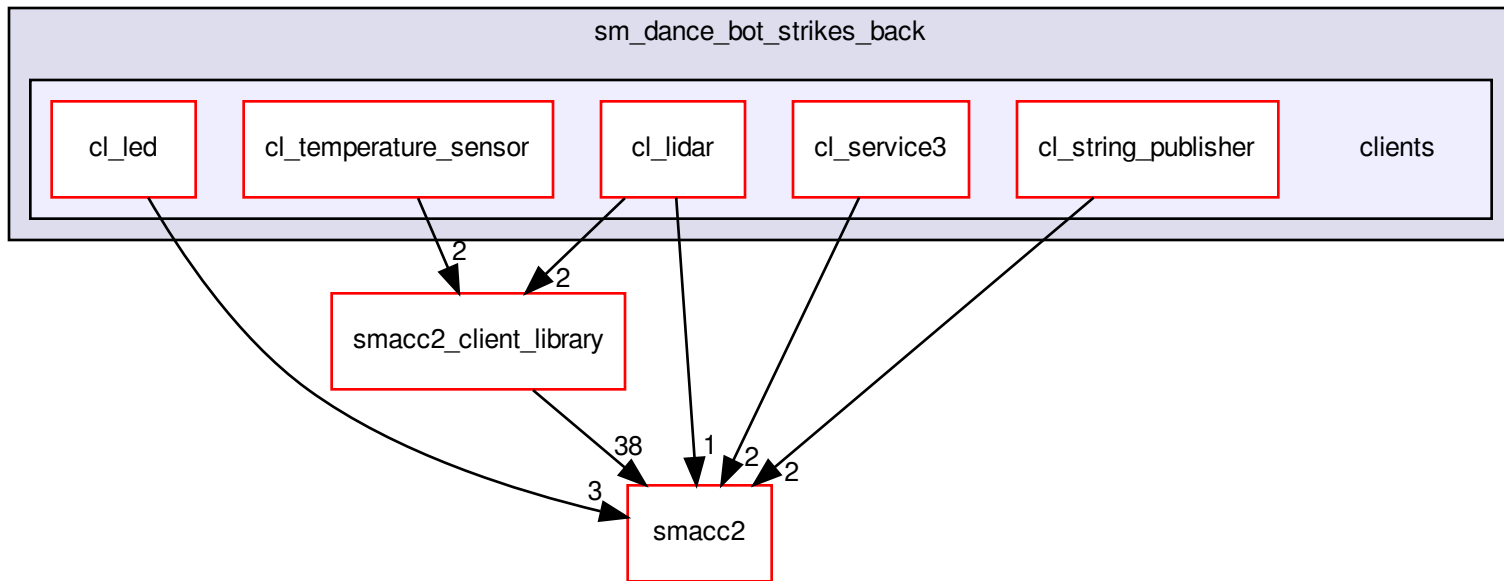 sm_dance_bot_strikes_back
cl_led
cl_temperature_sensor
cl_lidar
cl_service3
cl_string_publisher
clients
2
2
smacc2_client_library
38
1
2
2
3
smacc2